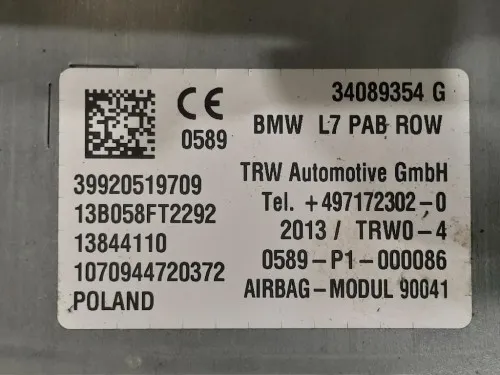 34089354 G
CE
0589
BMW L7 PAB ROW
39920519709
13B058FT2292
13844110
1070944720372
POLAND
TRW Automotive GmbH
Tel. +497172302-0
2013 / TRW0-4
0589-P1-000086
AIRBAG-MODUL 90041